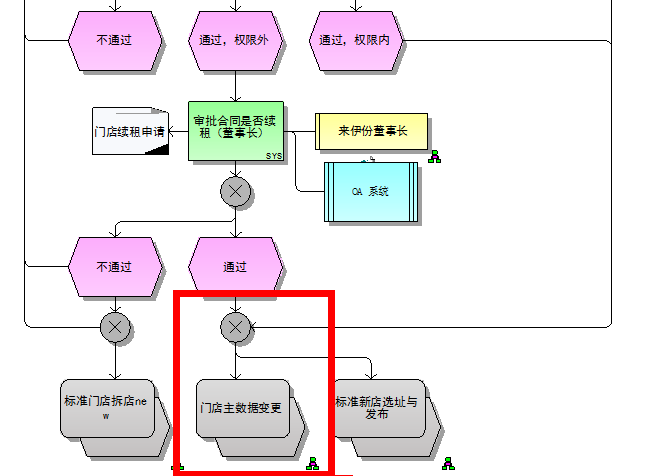 不通过
通过，权限外
通过，权限内
门店续租申请
审批合同是否续
租（董事长）
SYS
来伊份董事长
OA 系统
不通过
通过
标准门店拆店ne
w
门店主数据变更
标准新店选址与
发布